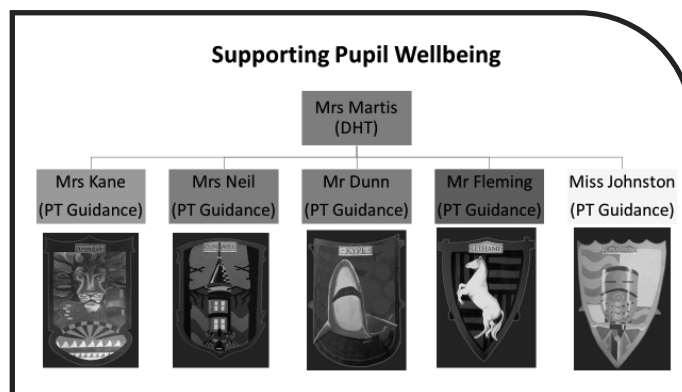 Supporting Pupil Wellbeing
Mrs Martis
(DHT)
Mrs Kane
(PT Guidance)
Mrs Neil
(PT Guidance)
Mr Dunn
(PT Guidance)
Mr Fleming
(PT Guidance)
Miss Johnston
(PT Guidance)
KYPE
LETHAME